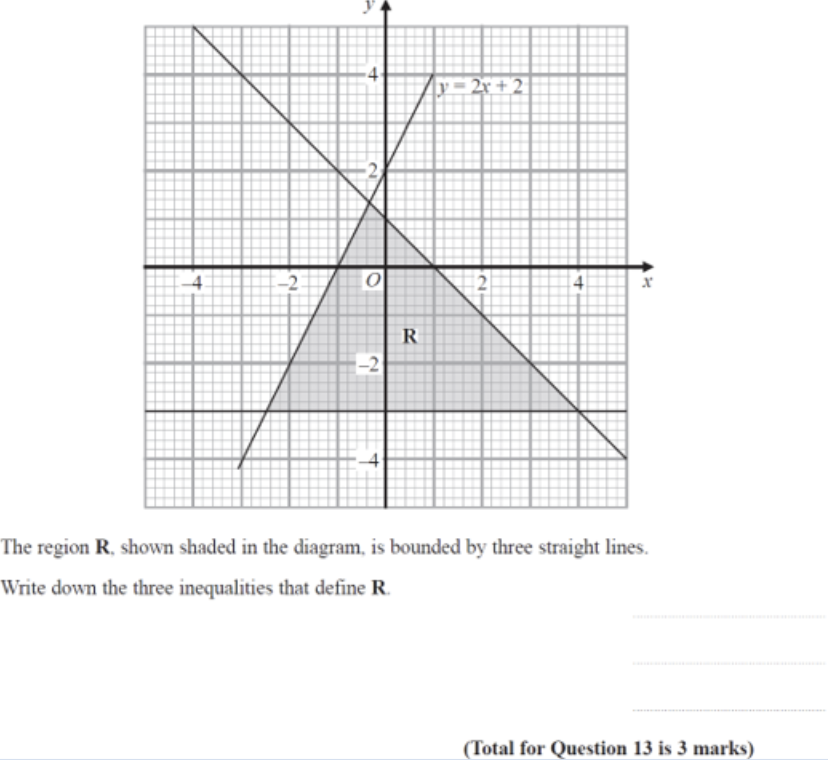 y
4
y = 2x + 2
2
–4 –2 O 2 4 x
R
–2
–4
The region R, shown shaded in the diagram, is bounded by three straight lines.
Write down the three inequalities that define R.
(Total for Question 13 is 3 marks)